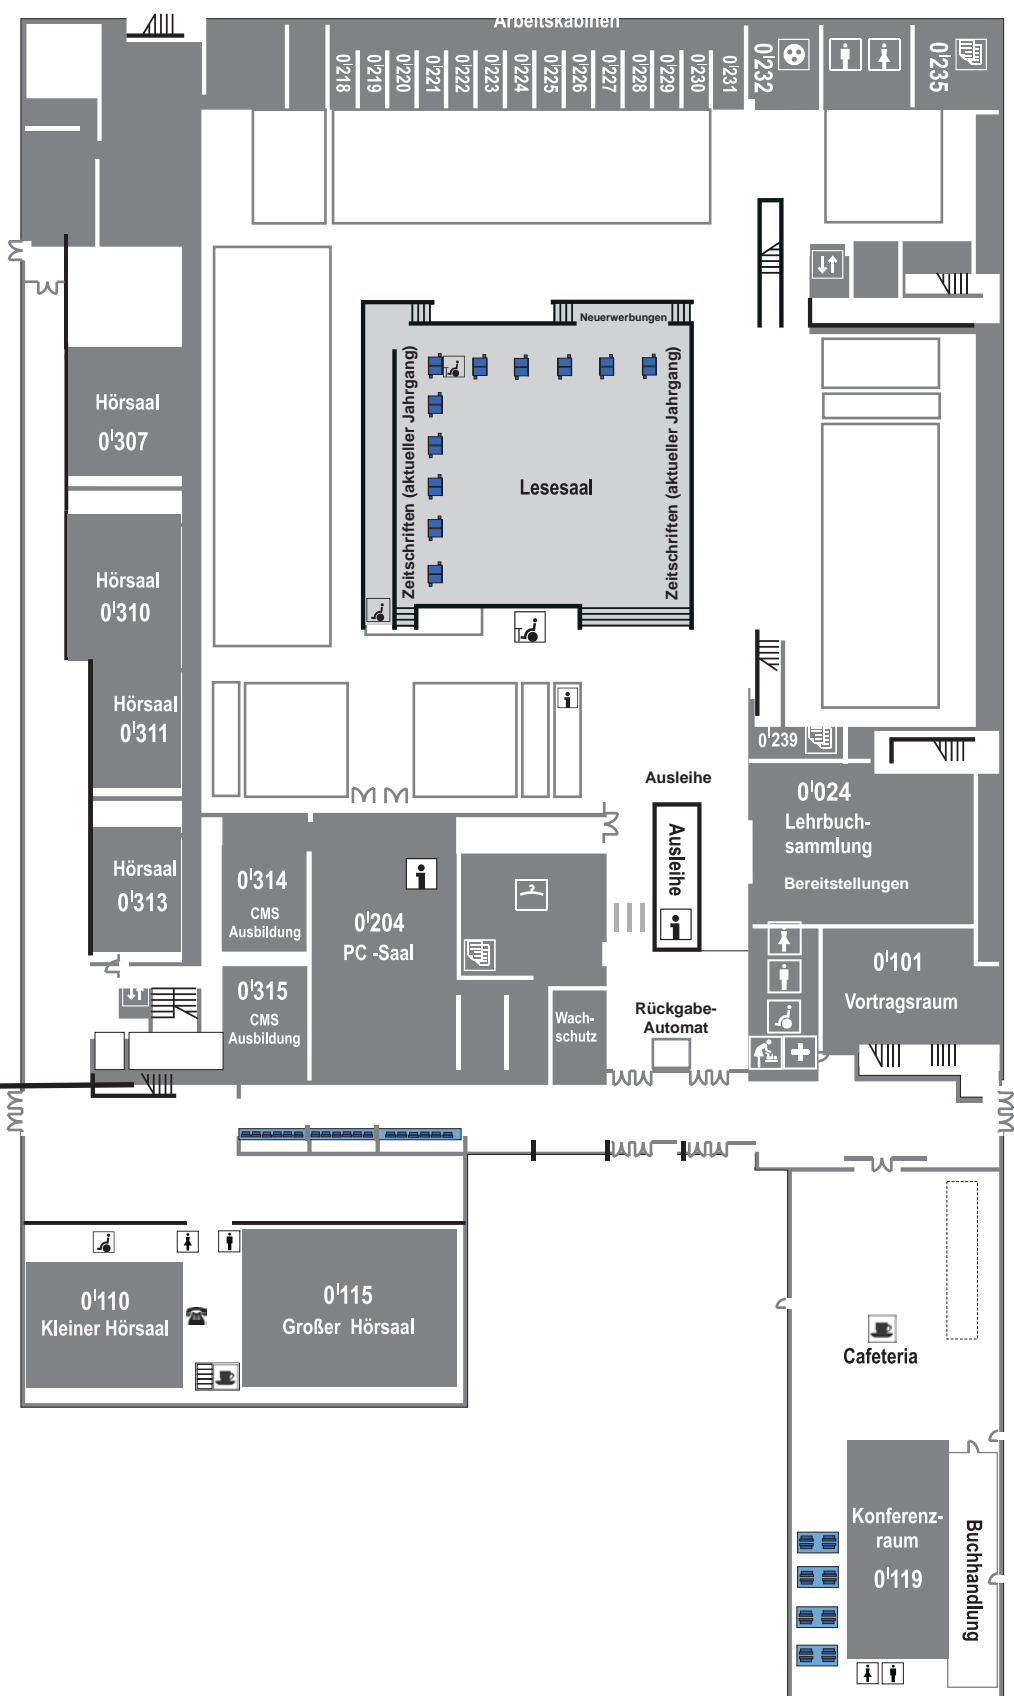 Arbeitskabinen
0'218
0'219
0'220
0'221
0'222
0'223
0'224
0'225
0'226
0'227
0'228
0'229
0'230
0'231
0'232
0'235
Neuerwerbungen
Zeitschriften (aktueller Jahrgang)
Lesesaal
Zeitschriften (aktueller Jahrgang)
Hörsaal
0'307
Hörsaal
0'310
Hörsaal
0'311
Hörsaal
0'313
0'239
Ausleihe
Ausleihe
0'024
Lehrbuch-
sammlung
Bereitstellungen
0'314
CMS
Ausbildung
0'204
PC -Saal
0'315
CMS
Ausbildung
Wach-
schutz
Rückgabe-
Automat
0'101
Vortragsraum
0'110
Kleiner Hörsaal
0'115
Großer Hörsaal
Cafeteria
Konferenz-
raum
0'119
Buchhandlung